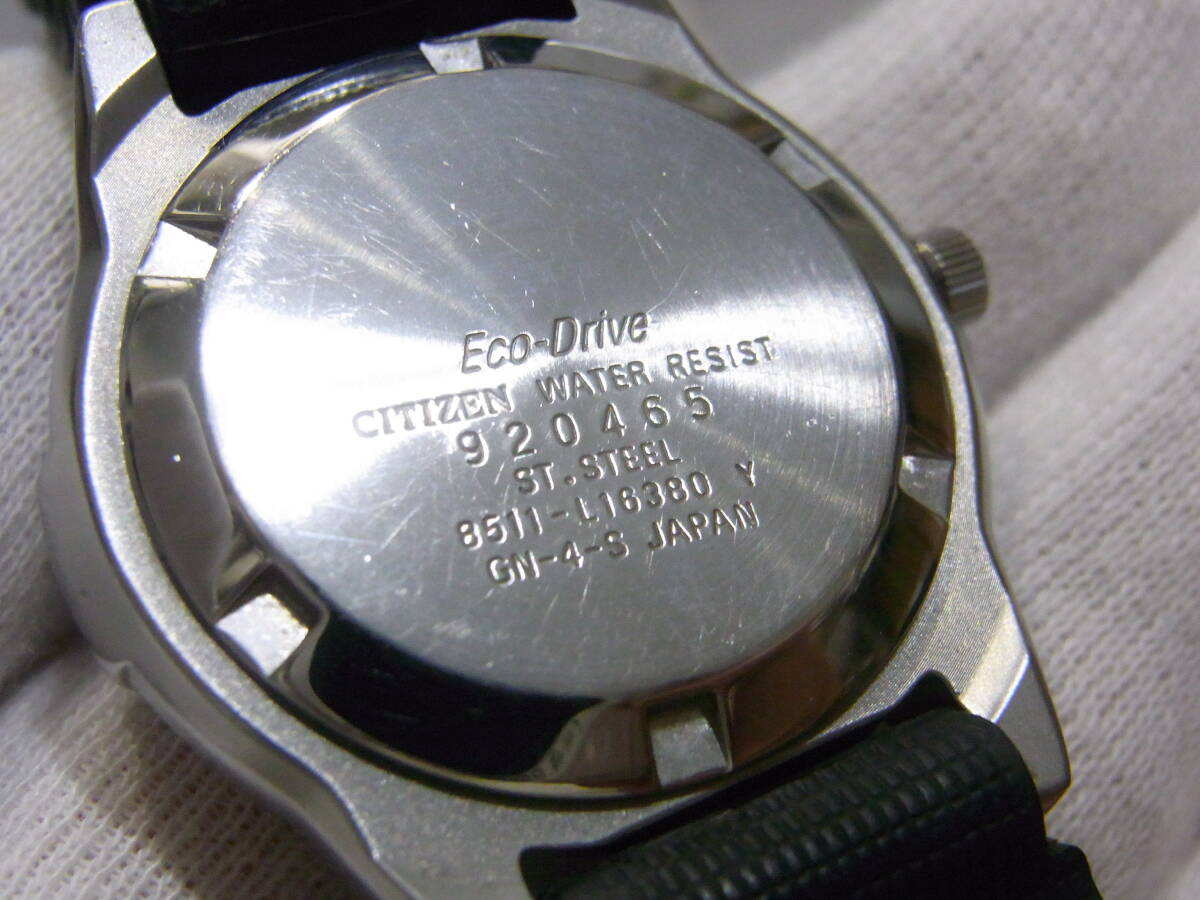 Eco-Drive
CITIZEN WATER RESIST
920465
ST.STEEL
8511-L16380 Y
GN-4-S JAPAN